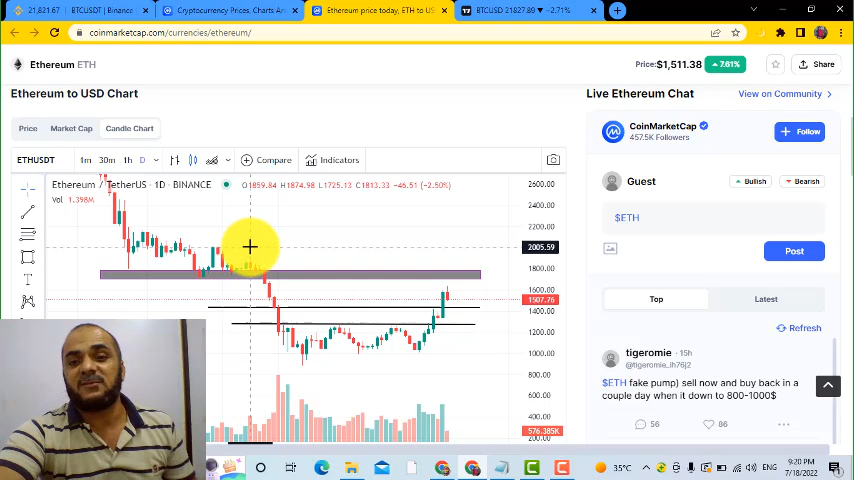 21,821.67 | BTCUSDT | Binance
Cryptocurrency Prices, Charts An
Ethereum price today, ETH to US
BTCUSD 21827.89 ▼ −2.71%
coinmarketcap.com/currencies/ethereum/
Ethereum ETH
Price: $1,511.38
7.61%
Share
Ethereum to USD Chart
Price
Market Cap
Candle Chart
ETHUSDT
1m
30m
1h
D
Compare
Indicators
Ethereum / TetherUS · 1D · BINANCE
O1859.84 H1874.98 L1725.13 C1813.33 −46.51 (−2.50%)
Vol 1.398M
2600.00
2400.00
2200.00
2005.59
1800.00
1507.76
1400.00
1200.00
1000.00
800.00
600.00
400.00
576.385K
200.00
Live Ethereum Chat
View on Community
CoinMarketCap
457.5K Followers
Follow
Guest
Bullish
Bearish
$ETH
Post
Top
Latest
Refresh
tigeromie · 15h
@tigeromie_ih76j2
$ETH fake pump) sell now and buy back in
a couple day when it down to 800-1000$
56
86
35°C
ENG
9:20 PM
7/18/2022